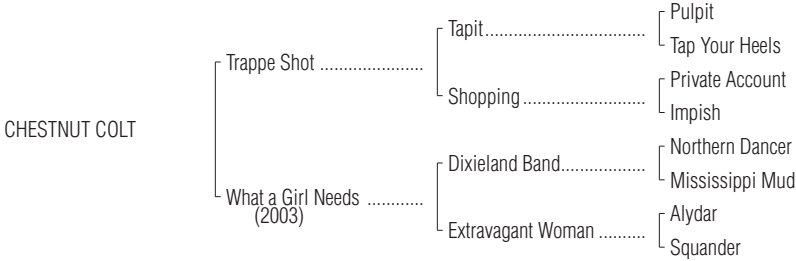 Pulpit
Tapit..................................
Tap Your Heels
Trappe Shot ......................
Private Account
Shopping..........................
Impish
CHESTNUT COLT
Northern Dancer
Dixieland Band..................
Mississippi Mud
What a Girl Needs ............
(2003)
Alydar
Extravagant Woman ..........
Squander